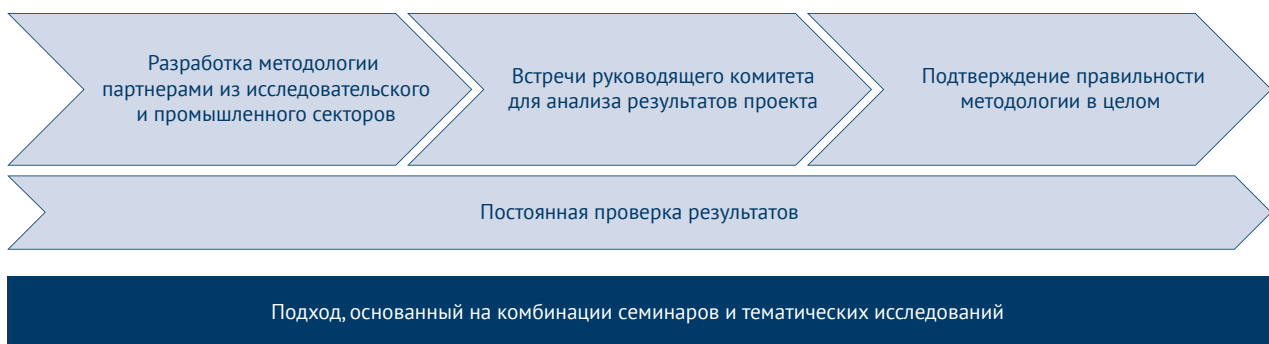 Разработка методологии
партнерами из исследовательского
и промышленного секторов
Встречи руководящего комитета
для анализа результатов проекта
Подтверждение правильности
методологии в целом
Постоянная проверка результатов
Подход, основанный на комбинации семинаров и тематических исследований